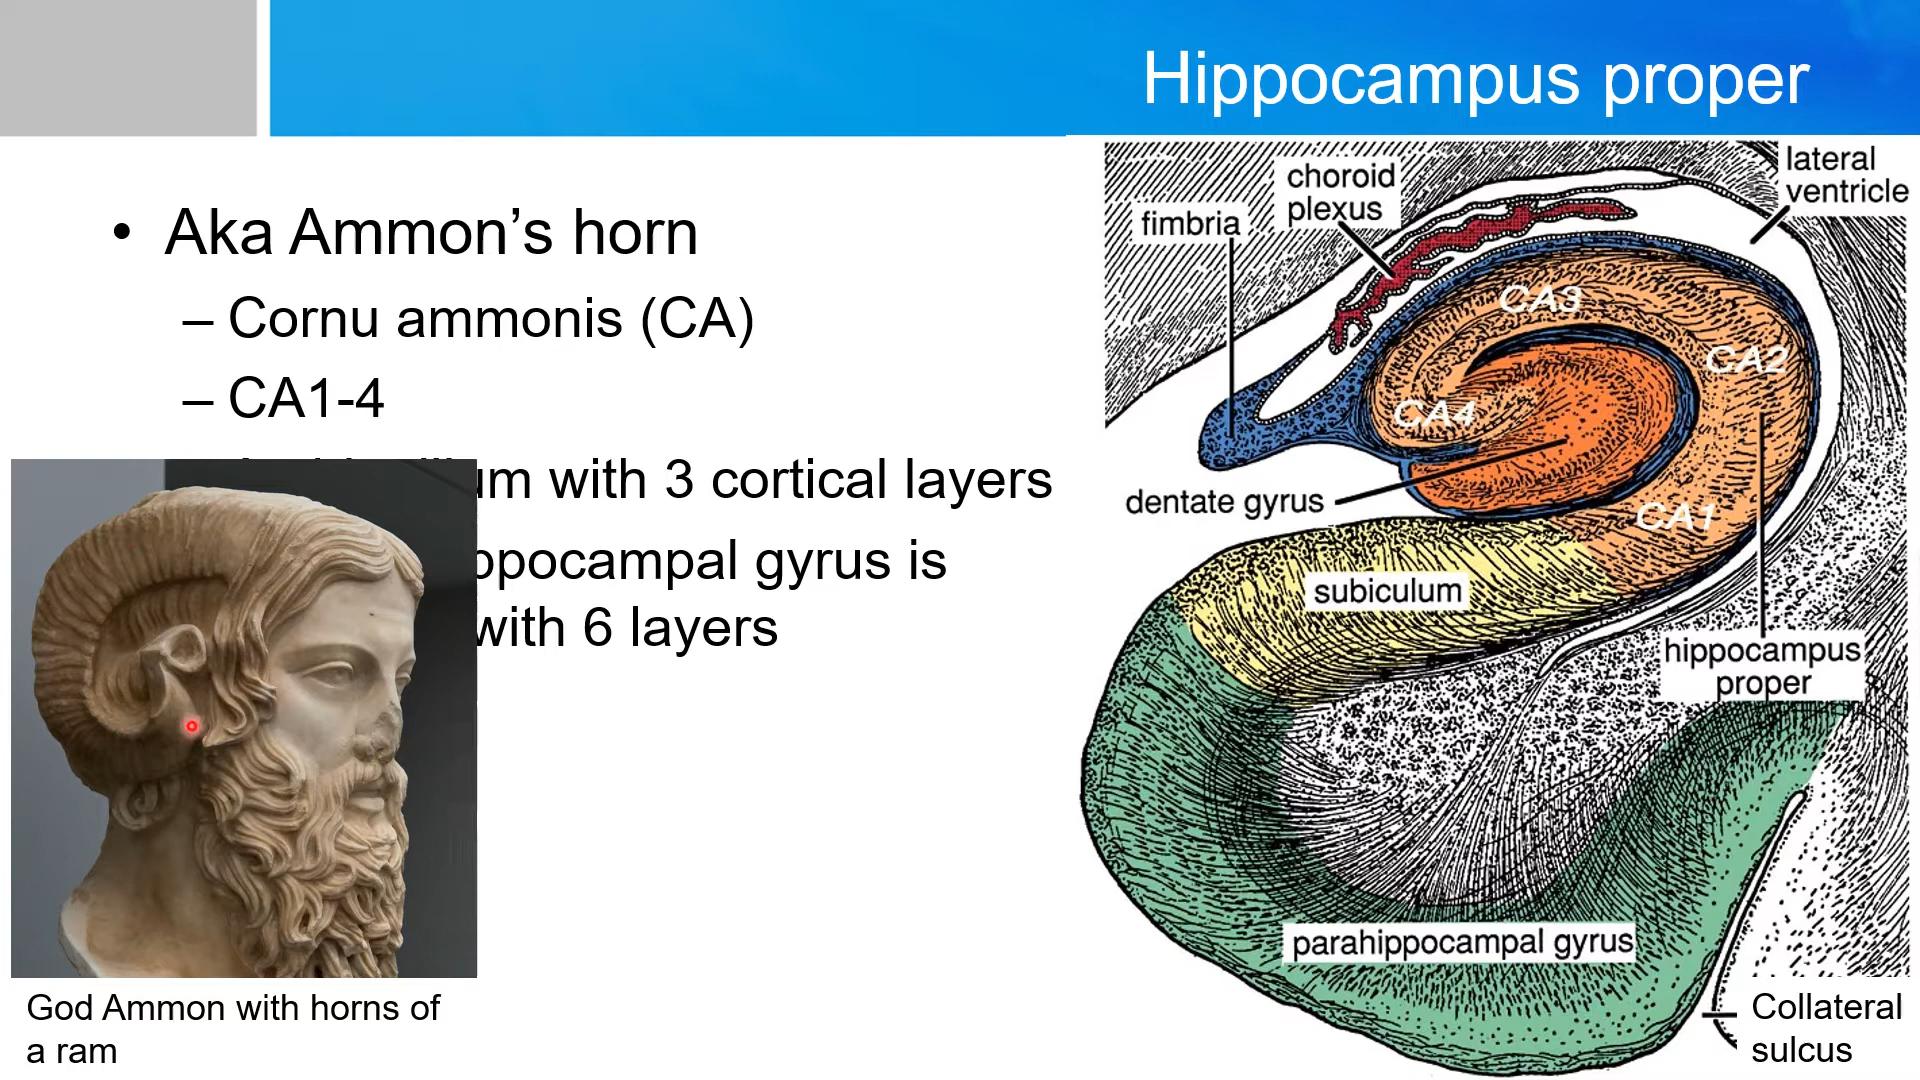 Hippocampus proper
• Aka Ammon’s horn
– Cornu ammonis (CA)
– CA1-4
with 3 cortical layers
gyrus is
with 6 layers
God Ammon with horns of
a ram
choroid
plexus
fimbria
lateral
ventricle
CA3
CA2
CA4
dentate gyrus
CA1
subiculum
hippocampus
proper
parahippocampal gyrus
Collateral
sulcus